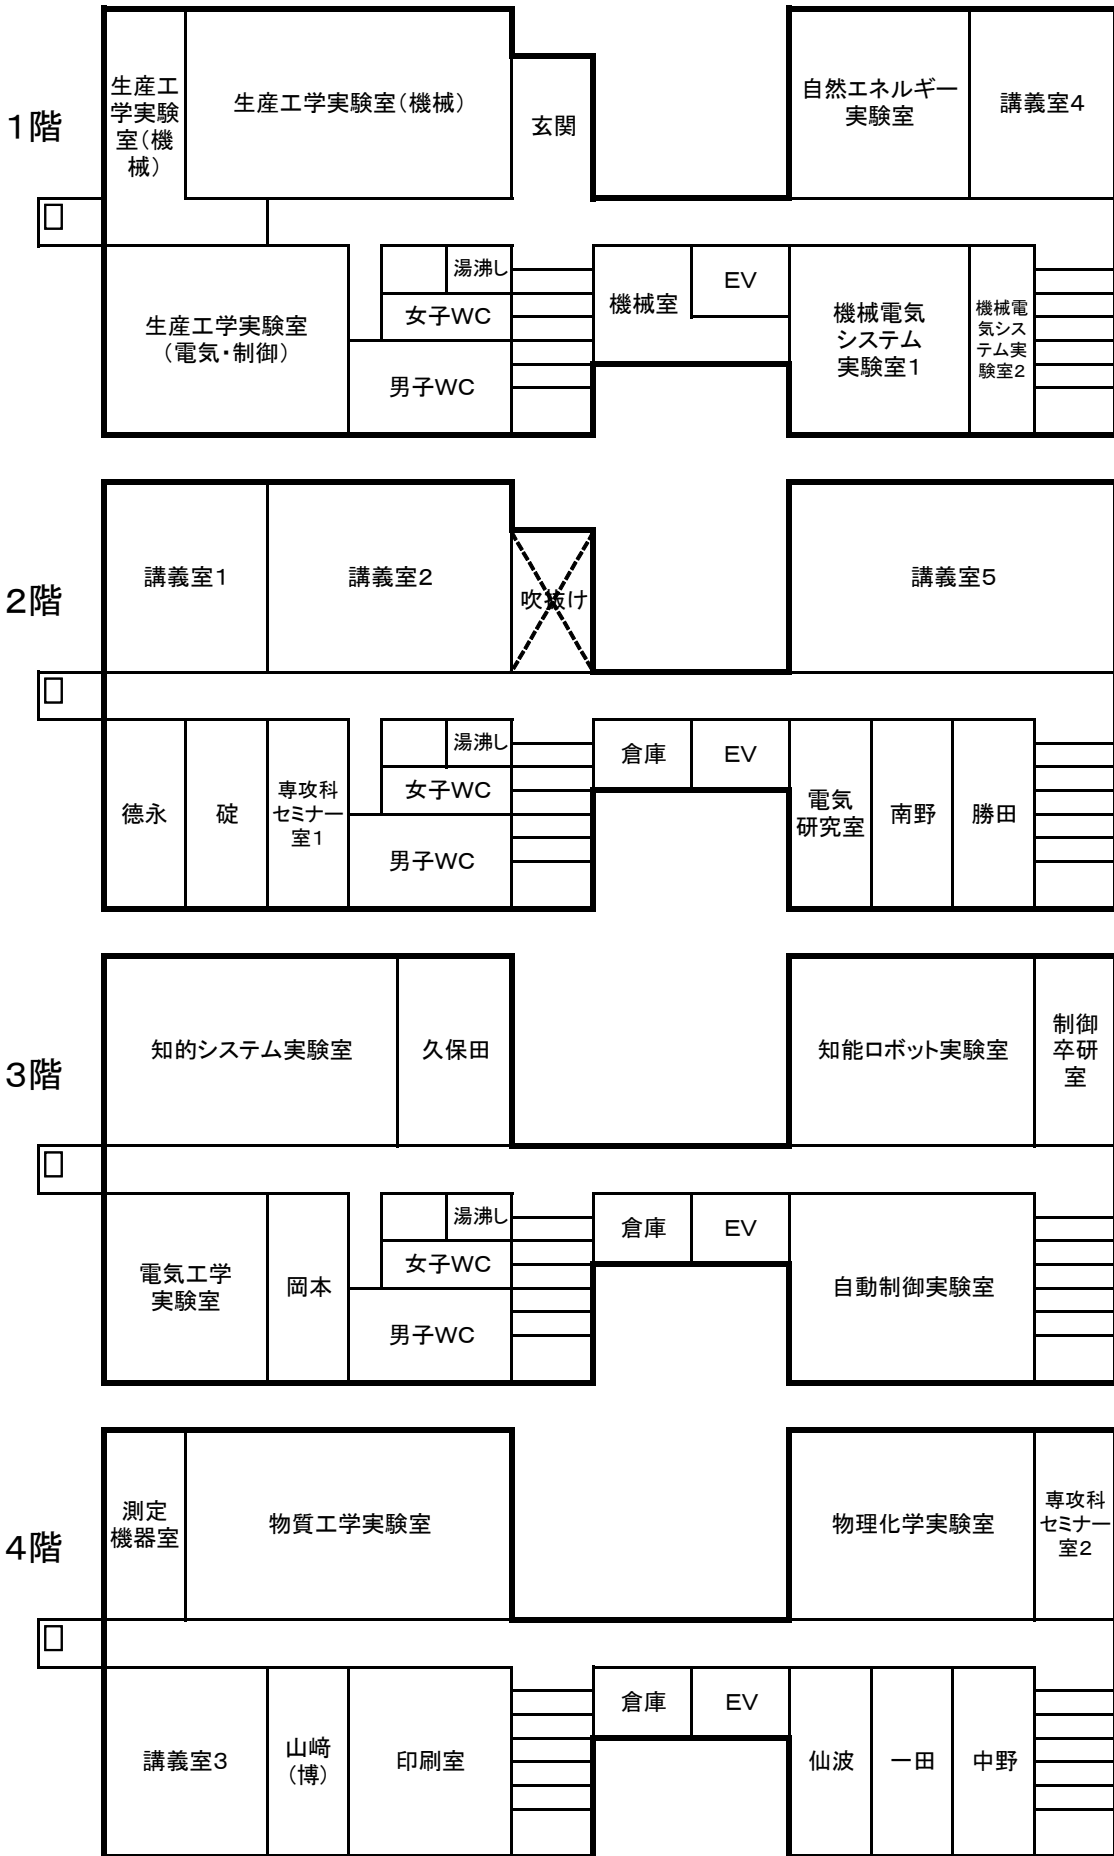 1階
生産工
学実験
室(機
械)
生産工学実験室(機械)
玄関
自然エネルギー
実験室
講義室4
生産工学実験室
(電気・制御)
湯沸し
女子WC
男子WC
機械室
EV
機械電気
システム
実験室1
機械電
気シス
テム実
験室2
2階
講義室1
講義室2
吹抜け
講義室5
德永
碇
専攻科
セミナー
室1
湯沸し
女子WC
男子WC
倉庫
EV
電気
研究室
南野
勝田
3階
知的システム実験室
久保田
知能ロボット実験室
制御
卒研
室
電気工学
実験室
岡本
湯沸し
女子WC
男子WC
倉庫
EV
自動制御実験室
4階
測定
機器室
物質工学実験室
物理化学実験室
専攻科
セミナー
室2
講義室3
山﨑
(博)
印刷室
倉庫
EV
仙波
一田
中野